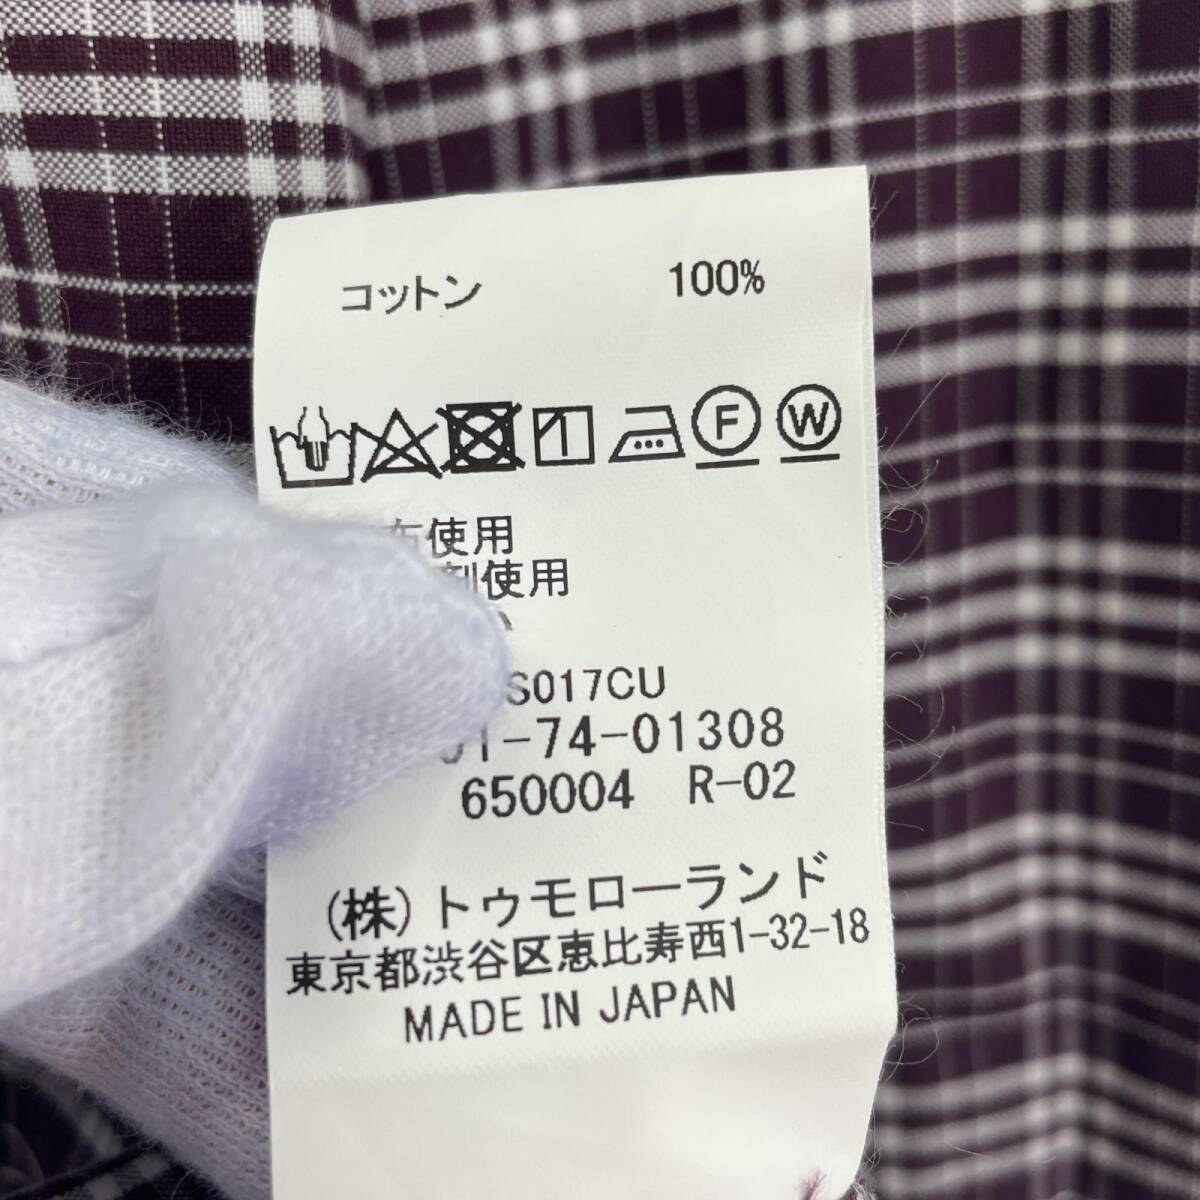 コットン 100%
F W
使用
使用
S017CU
01-74-01308
650004 R-02
(株)トゥモローランド
東京都渋谷区恵比寿西1-32-18
MADE IN JAPAN